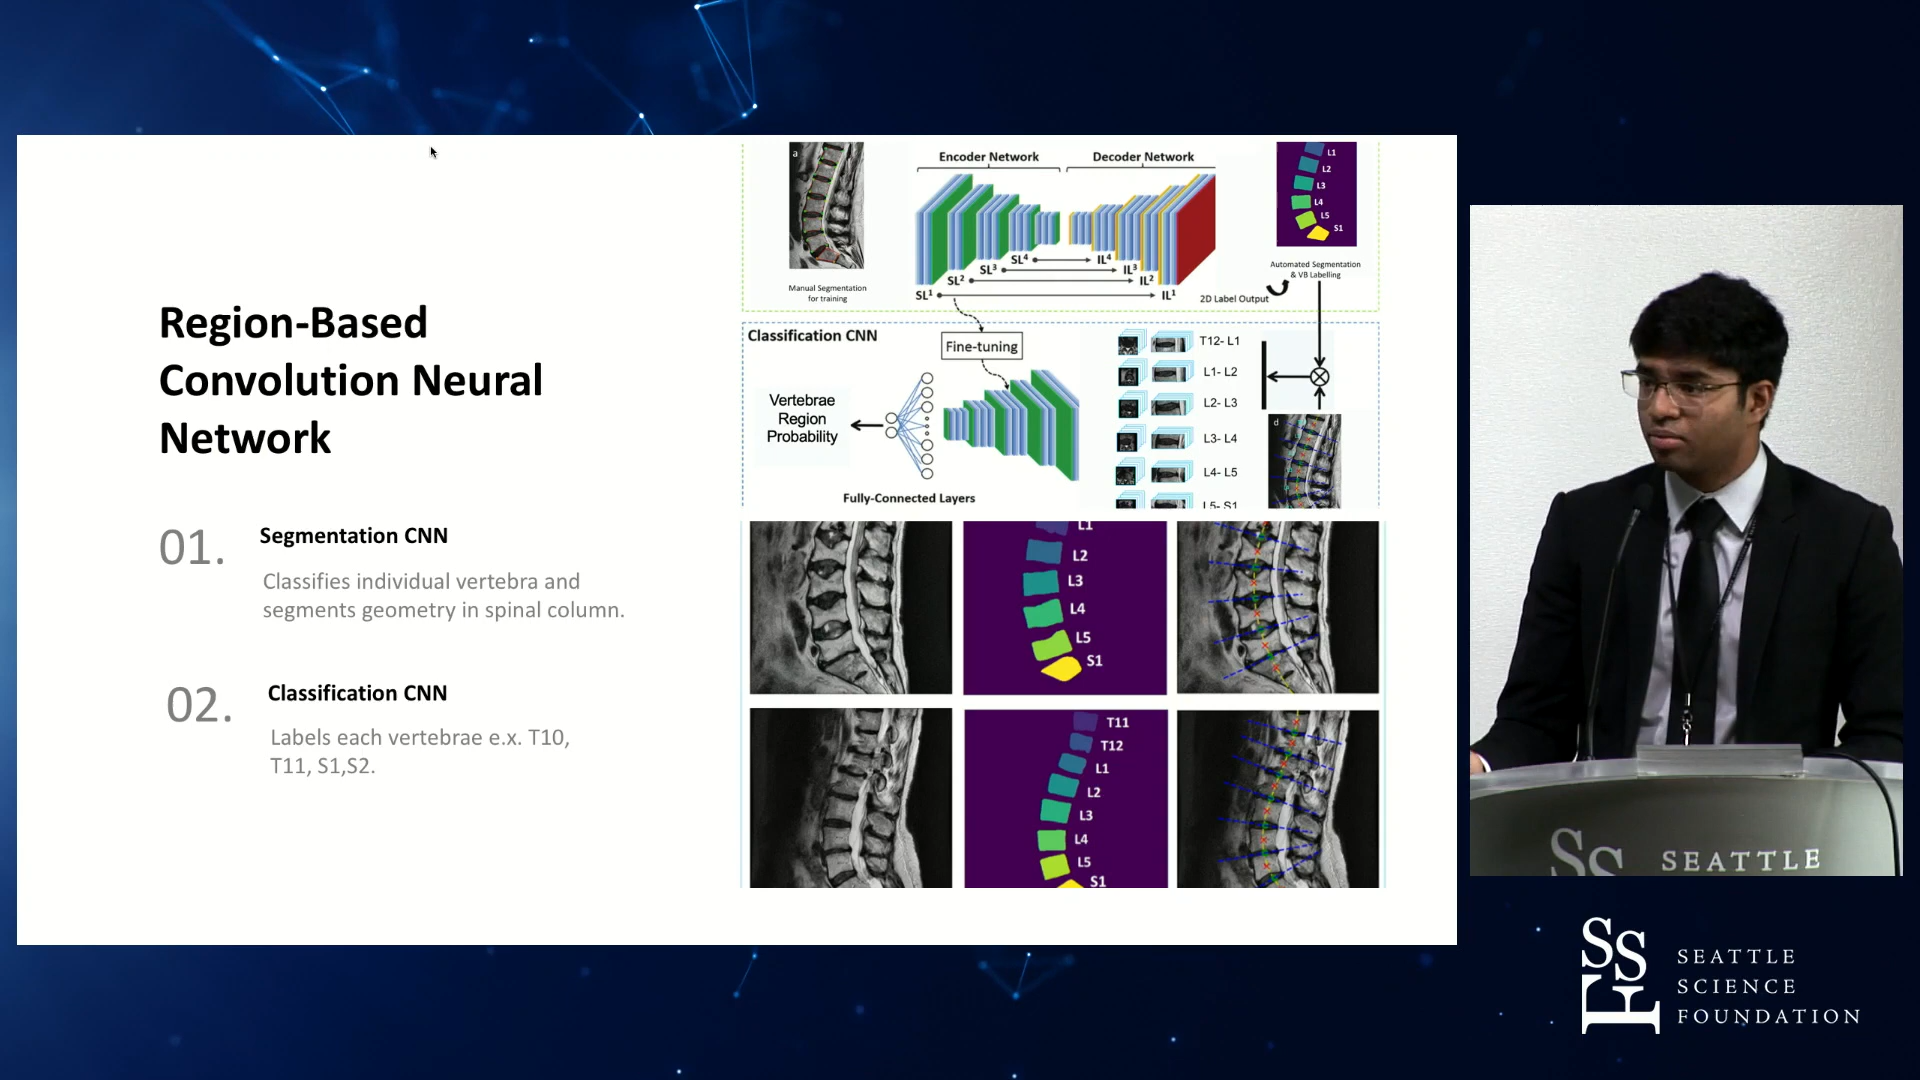 Region-Based
Convolution Neural
Network
01.
Segmentation CNN
Classifies individual vertebra and
segments geometry in spinal column.
02.
Classification CNN
Labels each vertebrae e.x. T10,
T11, S1,S2.
a
Manual Segmentation
for training
Encoder Network
Decoder Network
SL4
IL4
SL3
IL3
SL2
IL2
SL1
IL1
L1
L2
L3
L4
L5
S1
Automated Segmentation
& VB Labelling
2D Label Output
Classification CNN
Fine-tuning
Vertebrae
Region
Probability
Fully-Connected Layers
T12- L1
L1- L2
L2- L3
L3- L4
L4- L5
L5- S1
d
L1
L2
L3
L4
L5
S1
T11
T12
L1
L2
L3
L4
L5
S1
SSF
SEATTLE
SSF
SEATTLE
SCIENCE
FOUNDATION